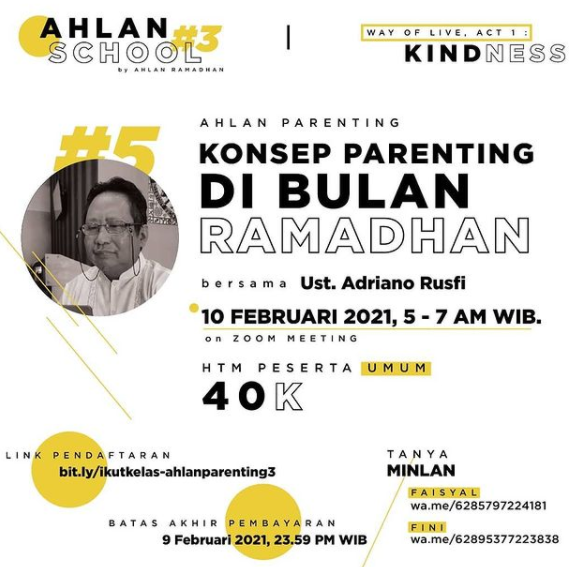 AHLAN
SCHOOL #3
by AHLAN RAMADHAN
WAY OF LIVE, ACT 1 :
KINDNESS
AHLAN PARENTING
#5
KONSEP PARENTING
DI BULAN
RAMADHAN
bersama Ust. Adriano Rusfi
10 FEBRUARI 2021, 5 - 7 AM WIB.
on ZOOM MEETING
HTM PESERTA UMUM
40K
LINK PENDAFTARAN
bit.ly/ikutkelas-ahlanparenting3
BATAS AKHIR PEMBAYARAN
9 Februari 2021, 23.59 PM WIB
TANYA
MINLAN
FAISYAL
wa.me/6285797224181
FINI
wa.me/62895377223838